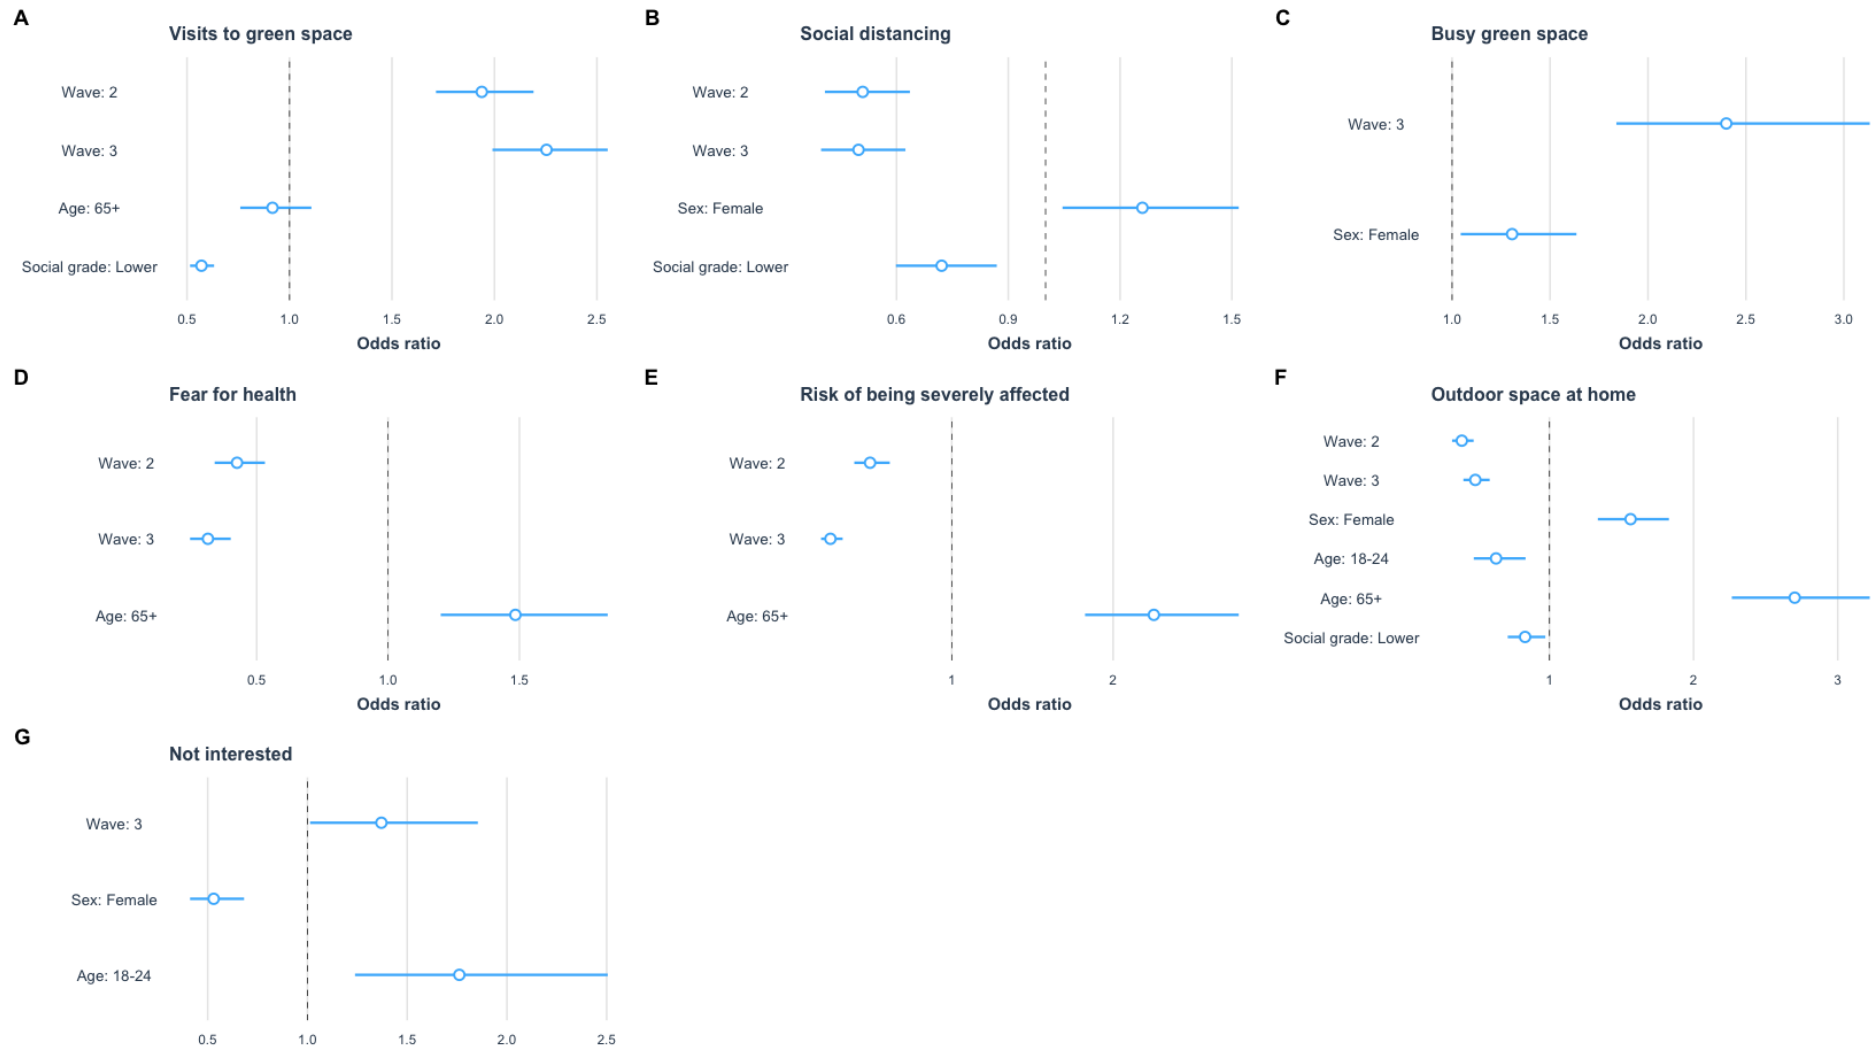 A
Visits to green space
Wave: 2
Wave: 3
Age: 65+
Social grade: Lower
0.5 1.0 1.5 2.0 2.5
Odds ratio
B
Social distancing
Wave: 2
Wave: 3
Sex: Female
Social grade: Lower
0.6 0.9 1.2 1.5
Odds ratio
C
Busy green space
Wave: 3
Sex: Female
1.0 1.5 2.0 2.5 3.0
Odds ratio
D
Fear for health
Wave: 2
Wave: 3
Age: 65+
0.5 1.0 1.5
Odds ratio
E
Risk of being severely affected
Wave: 2
Wave: 3
Age: 65+
1 2
Odds ratio
F
Outdoor space at home
Wave: 2
Wave: 3
Sex: Female
Age: 18-24
Age: 65+
Social grade: Lower
1 2 3
Odds ratio
G
Not interested
Wave: 3
Sex: Female
Age: 18-24
0.5 1.0 1.5 2.0 2.5